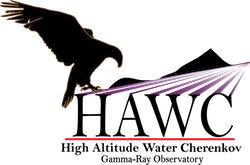 HAWC
High Altitude Water Cherenkov
Gamma-Ray Observatory